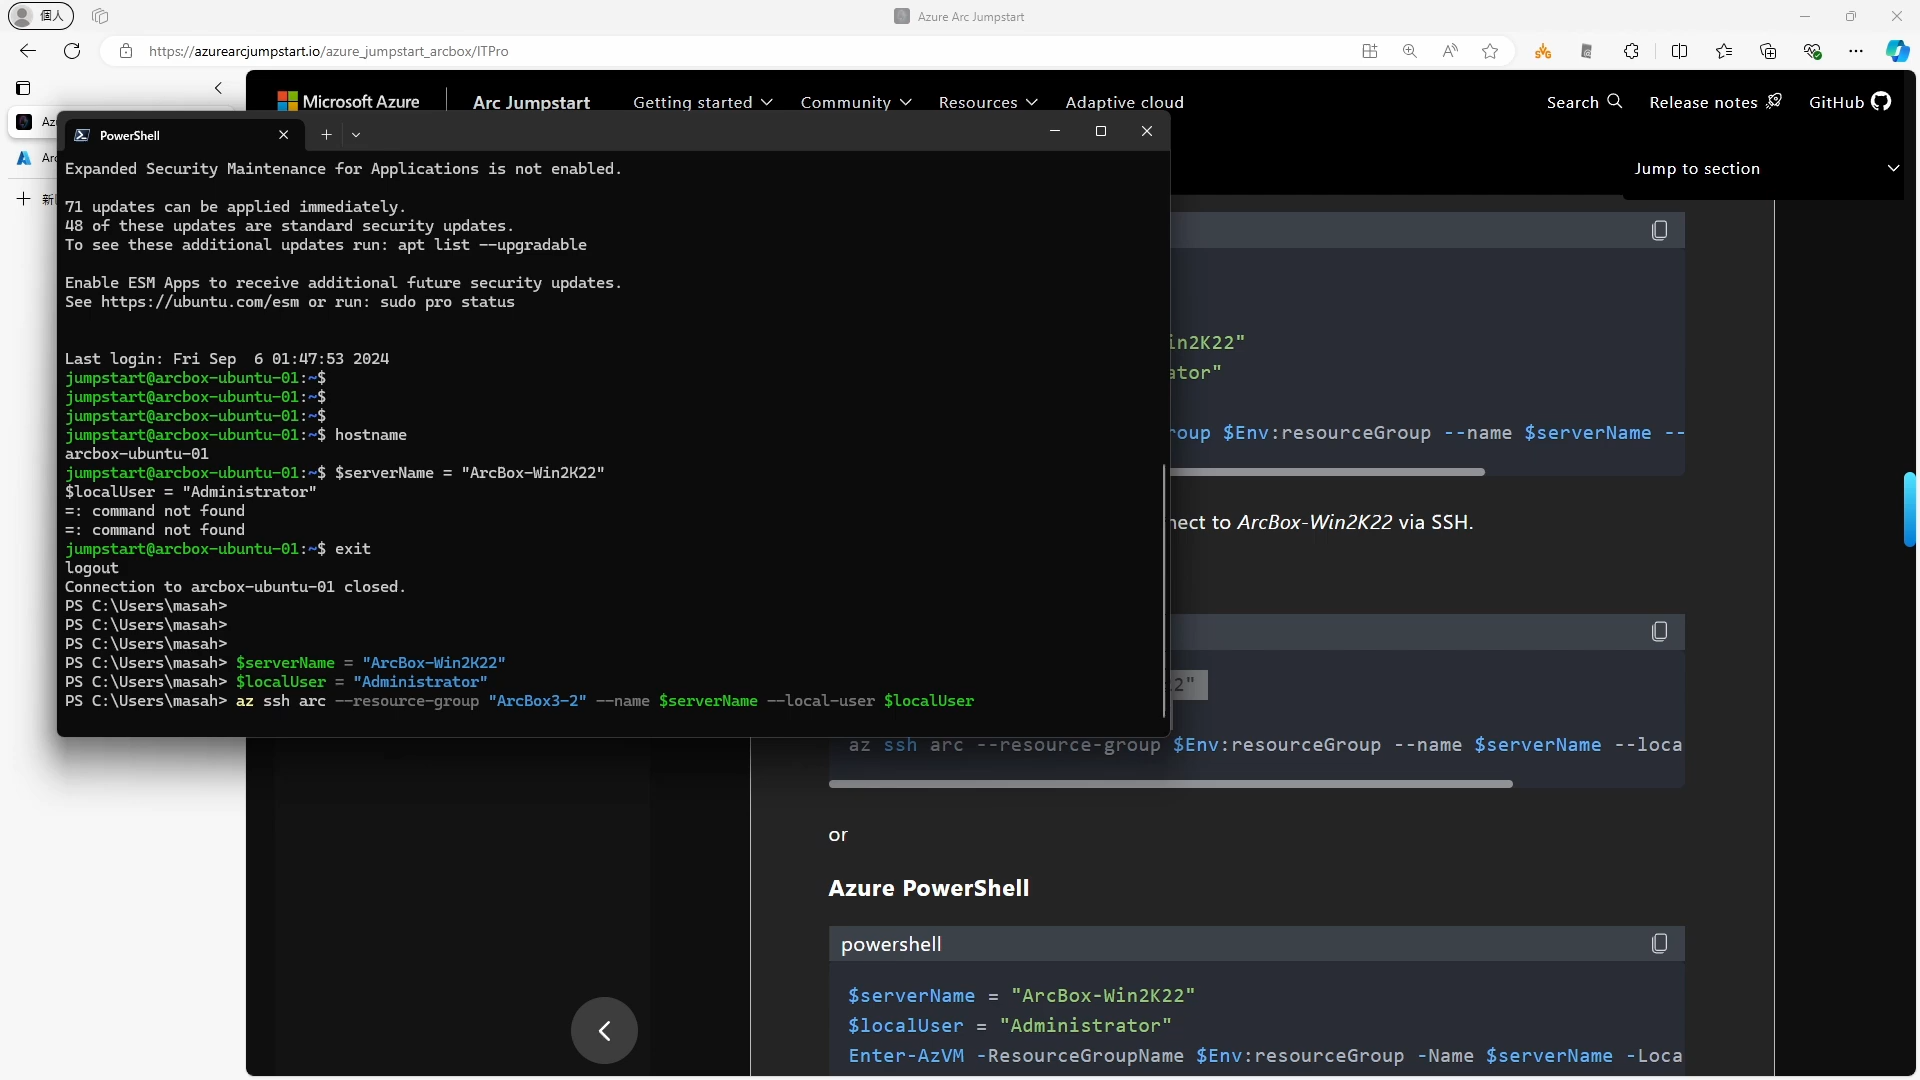 個人
Azure Arc Jumpstart
https://azurearcjumpstart.io/azure_jumpstart_arcbox/ITPro
Microsoft Azure
Arc Jumpstart
Getting started
Community
Resources
Adaptive cloud
Search
Release notes
GitHub
Jump to section
PowerShell
Expanded Security Maintenance for Applications is not enabled.
71 updates can be applied immediately.
48 of these updates are standard security updates.
To see these additional updates run: apt list --upgradable
Enable ESM Apps to receive additional future security updates.
See https://ubuntu.com/esm or run: sudo pro status
Last login: Fri Sep  6 01:47:53 2024
jumpstart@arcbox-ubuntu-01:~$
jumpstart@arcbox-ubuntu-01:~$
jumpstart@arcbox-ubuntu-01:~$
jumpstart@arcbox-ubuntu-01:~$ hostname
arcbox-ubuntu-01
jumpstart@arcbox-ubuntu-01:~$ $serverName = "ArcBox-Win2K22"
$localUser = "Administrator"
=: command not found
=: command not found
jumpstart@arcbox-ubuntu-01:~$ exit
logout
Connection to arcbox-ubuntu-01 closed.
PS C:\Users\masah>
PS C:\Users\masah>
PS C:\Users\masah>
PS C:\Users\masah> $serverName = "ArcBox-Win2K22"
PS C:\Users\masah> $localUser = "Administrator"
PS C:\Users\masah> az ssh arc --resource-group "ArcBox3-2" --name $serverName --local-user $localUser
in2K22"
ator"
roup $Env:resourceGroup --name $serverName --
nect to ArcBox-Win2K22 via SSH.
2"
az ssh arc --resource-group $Env:resourceGroup --name $serverName --loca
or
Azure PowerShell
powershell
$serverName = "ArcBox-Win2K22"
$localUser = "Administrator"
Enter-AzVM -ResourceGroupName $Env:resourceGroup -Name $serverName -Loca